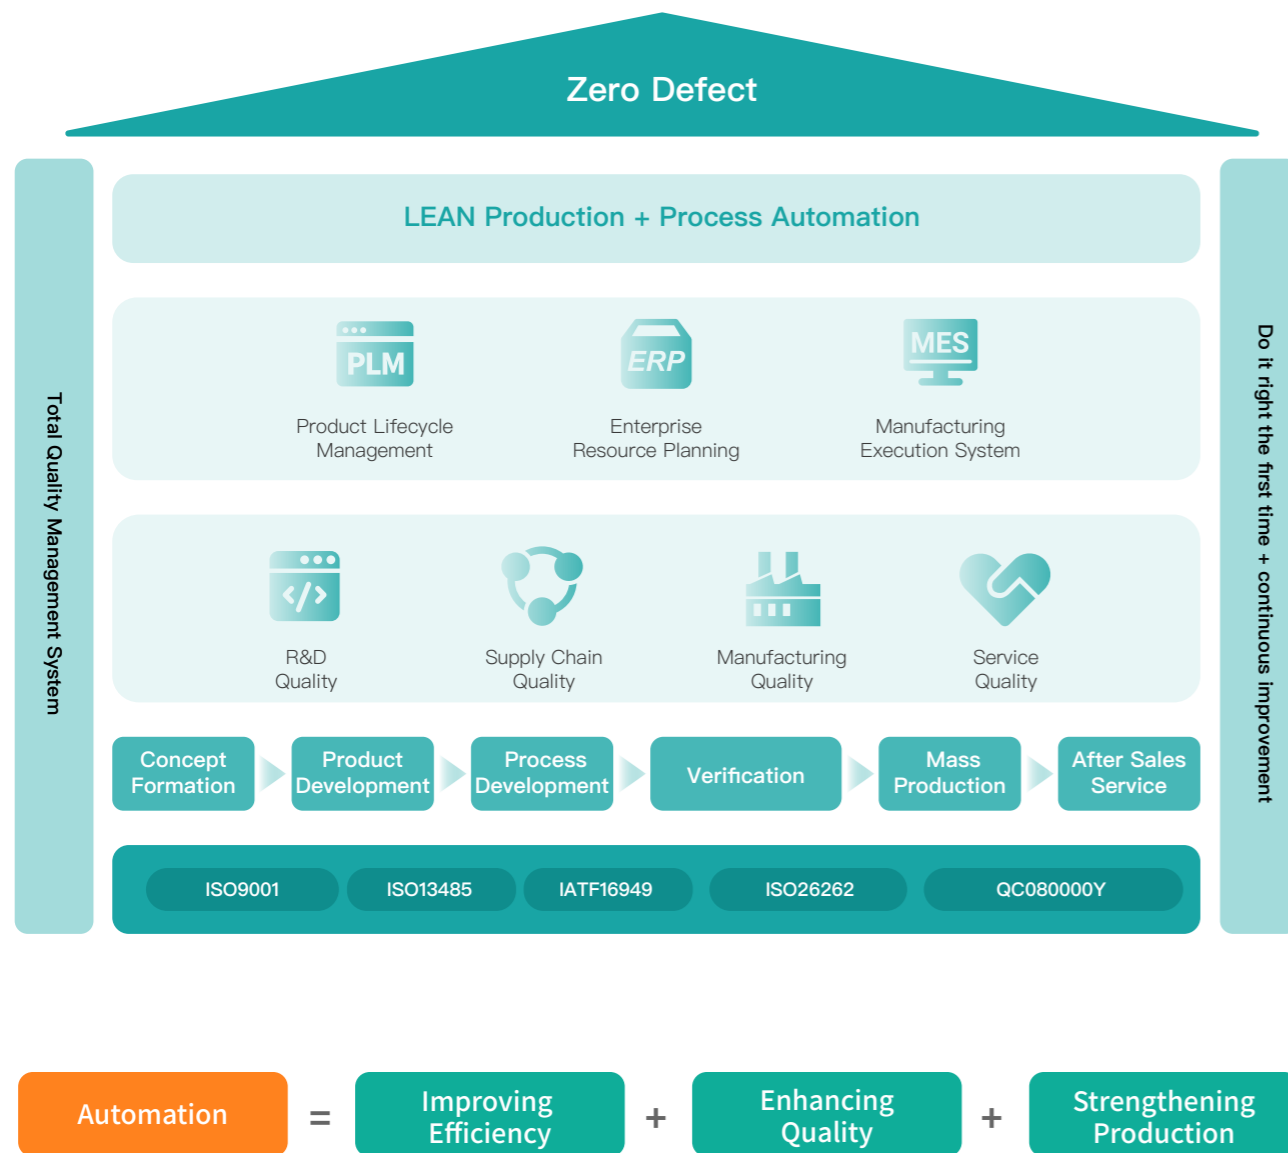 Zero Defect
Total Quality Management System
LEAN Production + Process Automation
PLM
ERP
MES
Product Lifecycle
Management
Enterprise
Resource Planning
Manufacturing
Execution System
</>
R&D
Quality
Supply Chain
Quality
Manufacturing
Quality
Service
Quality
Concept
Formation
Product
Development
Process
Development
Verification
Mass
Production
After Sales
Service
ISO9001
ISO13485
IATF16949
ISO26262
QC080000Y
Do it right the first time + continuous improvement
Automation
=
Improving
Efficiency
+
Enhancing
Quality
+
Strengthening
Production